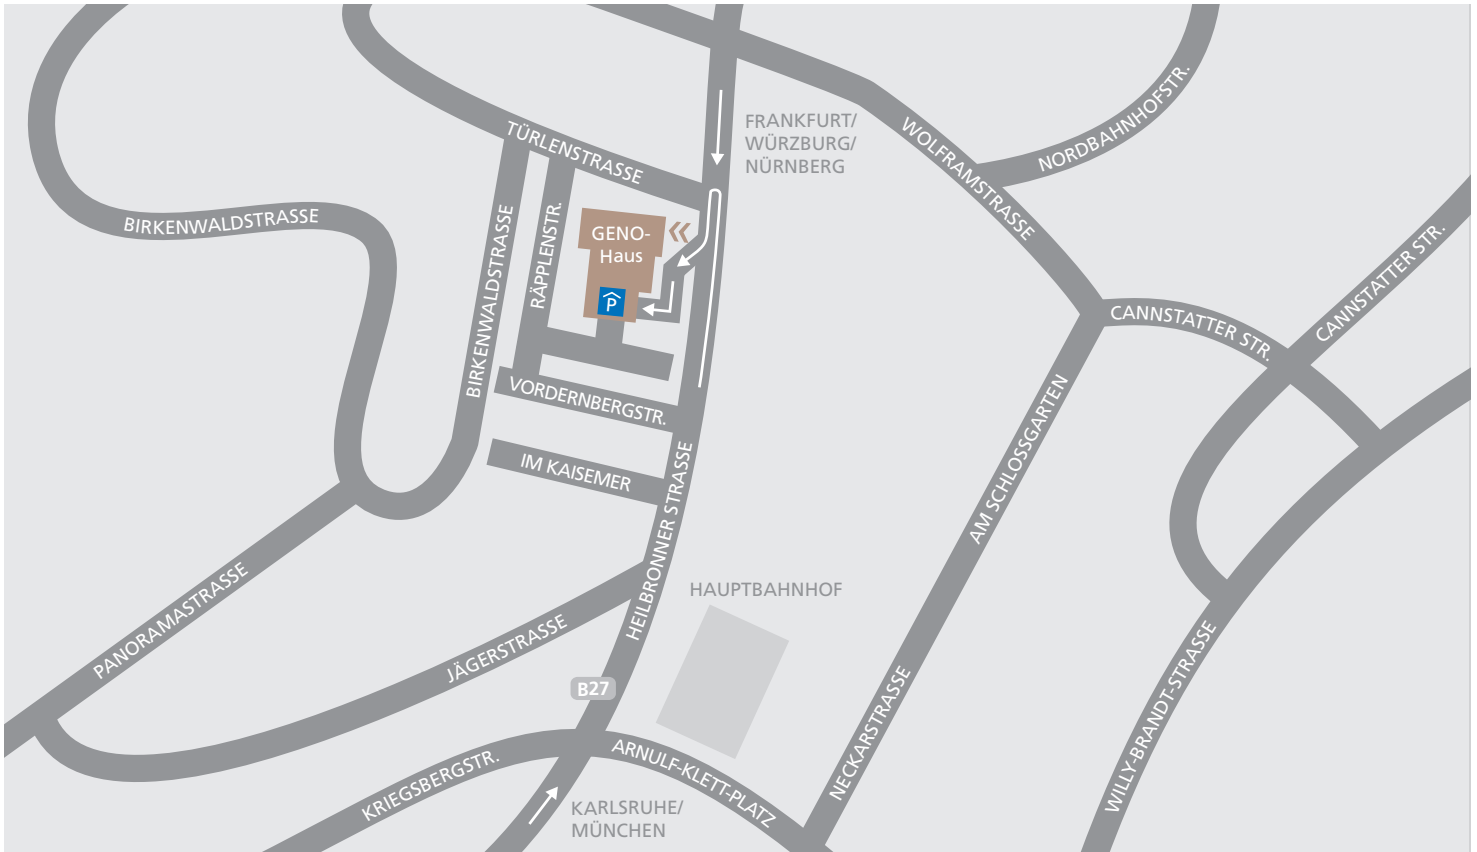 FRANKFURT/
WÜRZBURG/
NÜRNBERG
TÜRLENSTRASSE
WOLFRAMSTRASSE
NORDBAHNHOFSTR.
BIRKENWALDSTRASSE
BIRKENWALDSTRASSE
RÄPPLENSTR.
GENO-
Haus
P
CANNSTATTER STR.
CANNSTATTER STR.
VORDERNBERGSTR.
IM KAISEMER
HEILBRONNER STRASSE
AM SCHLOSSGARTEN
HAUPTBAHNHOF
PANORAMASTRASSE
JÄGERSTRASSE
B27
NECKARSTRASSE
WILLY-BRANDT-STRASSE
KRIEGSBERGSTR.
ARNULF-KLETT-PLATZ
KARLSRUHE/
MÜNCHEN